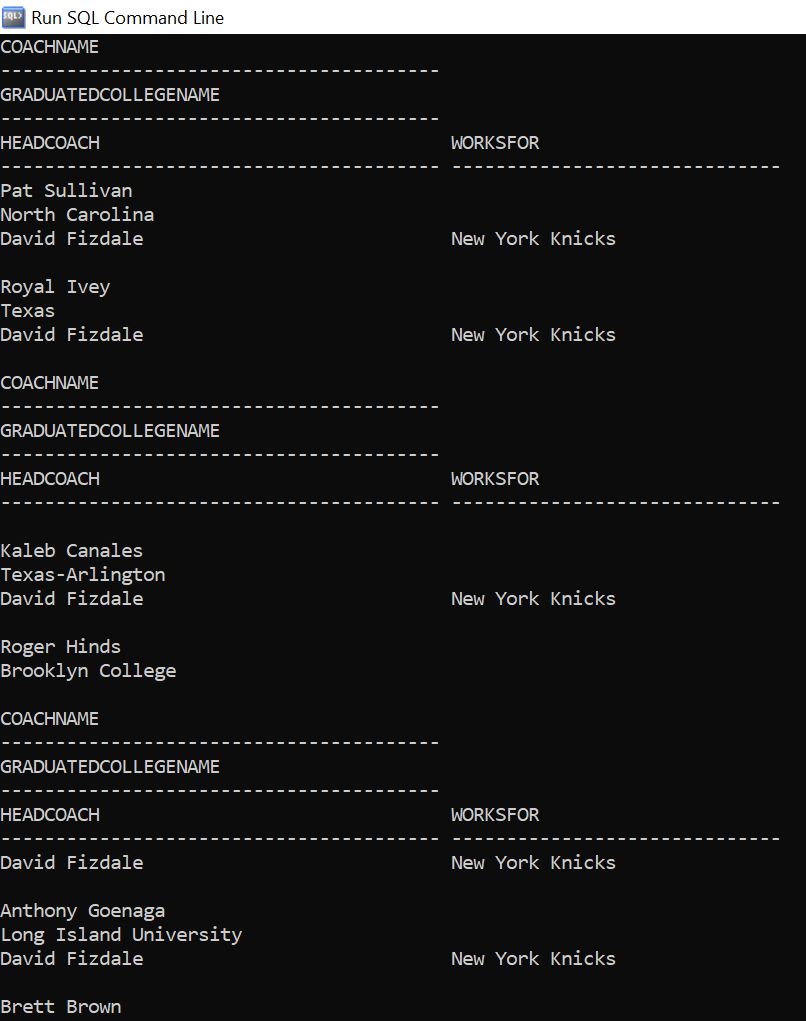 Run SQL Command Line
COACHNAME
----------------------------------------
GRADUATEDCOLLEGENAME
----------------------------------------
HEADCOACH                                WORKSFOR
---------------------------------------- ------------------------------
Pat Sullivan
North Carolina
David Fizdale                            New York Knicks

Royal Ivey
Texas
David Fizdale                            New York Knicks

COACHNAME
----------------------------------------
GRADUATEDCOLLEGENAME
----------------------------------------
HEADCOACH                                WORKSFOR
---------------------------------------- ------------------------------

Kaleb Canales
Texas-Arlington
David Fizdale                            New York Knicks

Roger Hinds
Brooklyn College

COACHNAME
----------------------------------------
GRADUATEDCOLLEGENAME
----------------------------------------
HEADCOACH                                WORKSFOR
---------------------------------------- ------------------------------
David Fizdale                            New York Knicks

Anthony Goenaga
Long Island University
David Fizdale                            New York Knicks

Brett Brown